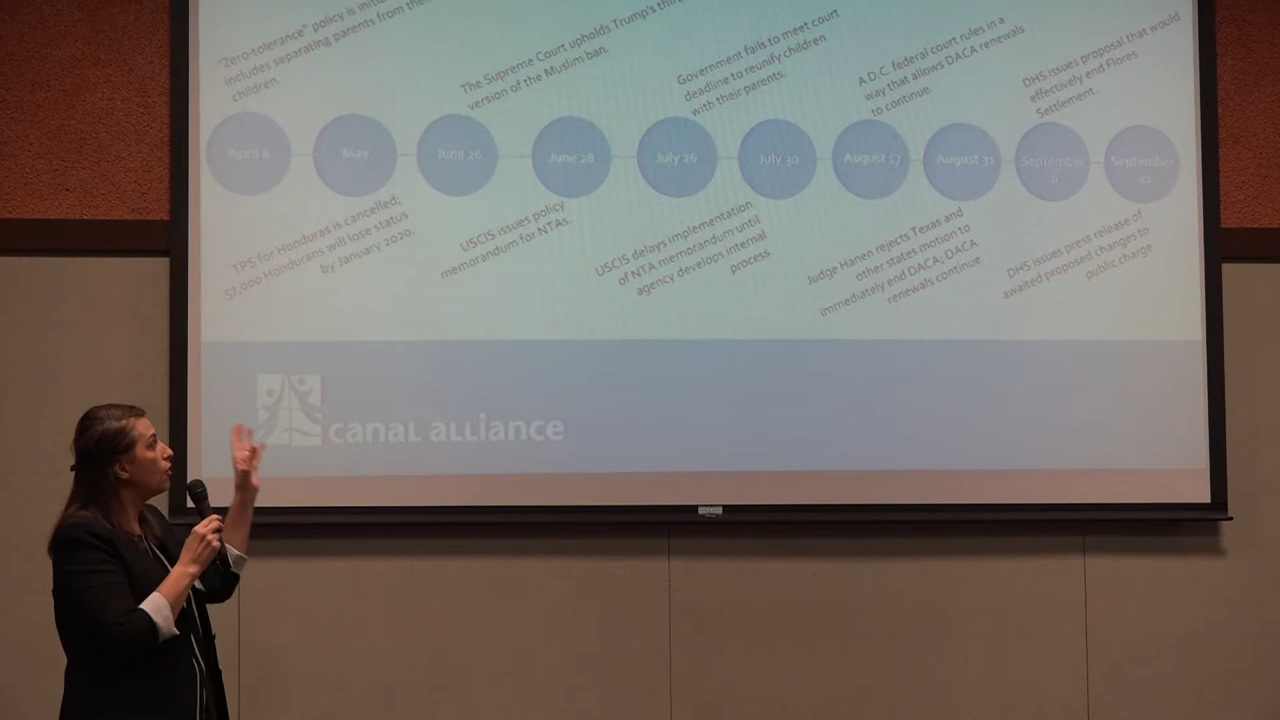 "Zero-tolerance" policy is
includes separating parents from
children.
The Supreme Court upholds Trump's
version of the Muslim ban.
Government fails to meet court
deadline to reunify children
with their parents.
A D.C. federal court rules in a
way that allows DACA renewals
to continue.
DHS issues proposal that would
effectively end Flores
Settlement.
April 6
May
June 26
June 28
July 26
July 30
August 17
August 31
September
September
TPS for Honduras is cancelled;
57,000 Hondurans will lose status
by January 2020.
USCIS issues policy
memorandum for NTAs.
USCIS delays implementation
of NTA memorandum until
agency develops internal
process.
Judge Hanen rejects Texas and
other states motion to
immediately end DACA; DACA
renewals continue.
DHS issues press release of
awaited proposed changes to
public charge
canal alliance